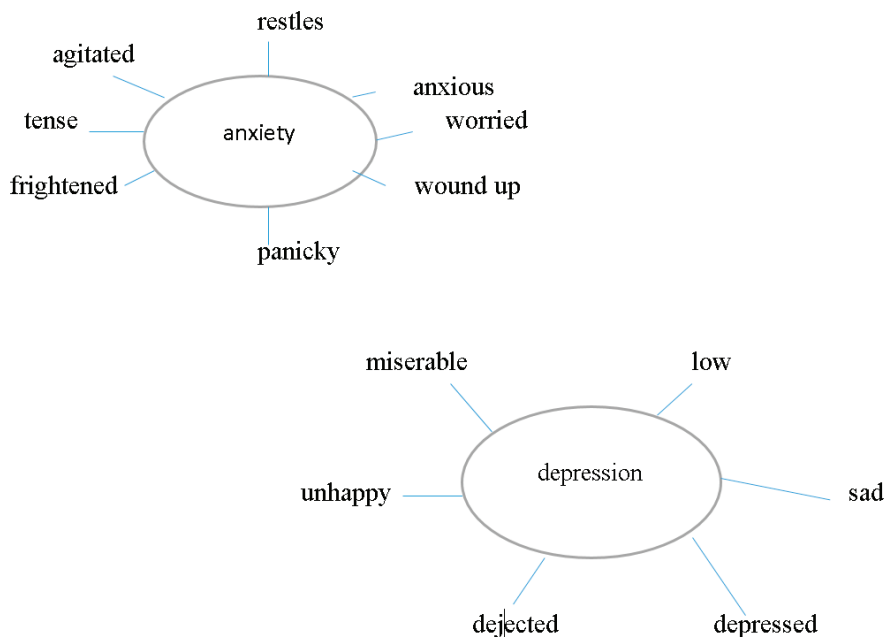 restles
agitated
anxious
tense
anxiety
worried
frightened
wound up
panicky
miserable
low
depression
unhappy
sad
dejected
depressed